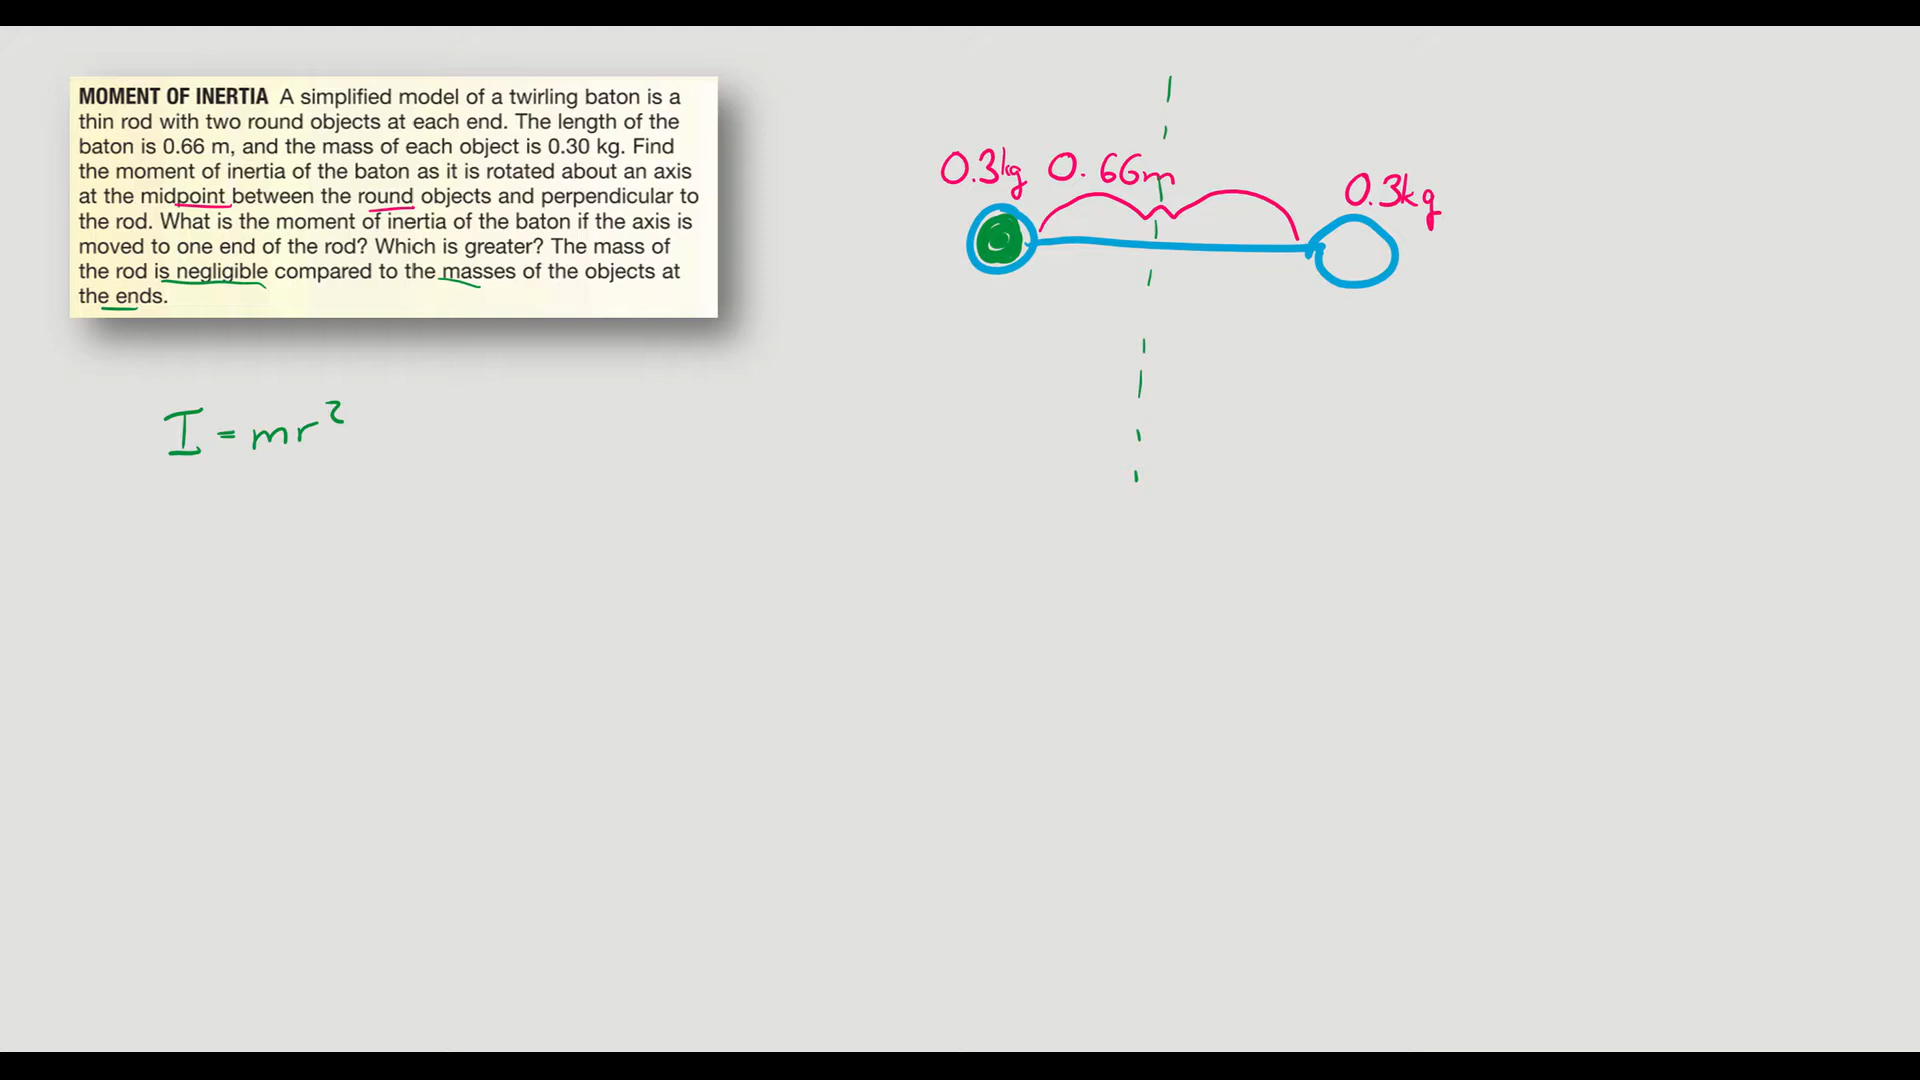 MOMENT OF INERTIA A simplified model of a twirling baton is a
thin rod with two round objects at each end. The length of the
baton is 0.66 m, and the mass of each object is 0.30 kg. Find
the moment of inertia of the baton as it is rotated about an axis
at the midpoint between the round objects and perpendicular to
the rod. What is the moment of inertia of the baton if the axis is
moved to one end of the rod? Which is greater? The mass of
the rod is negligible compared to the masses of the objects at
the ends.
0.3kg 0.66m 0.3kg
I = mr²